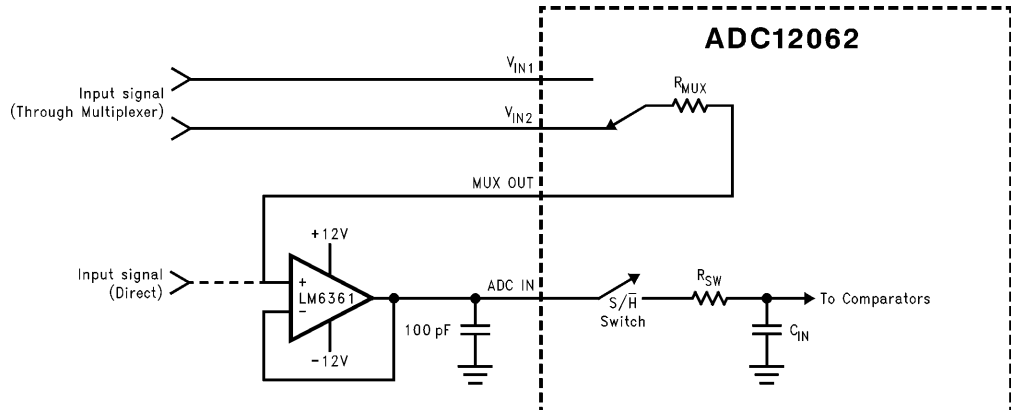 ADC12062
V_IN1
R_MUX
Input signal
(Through Multiplexer)
V_IN2
MUX OUT
+12V
Input signal
(Direct)
+
LM6361
−
−12V
ADC IN
100 pF
S/H̅
Switch
R_SW
To Comparators
C_IN